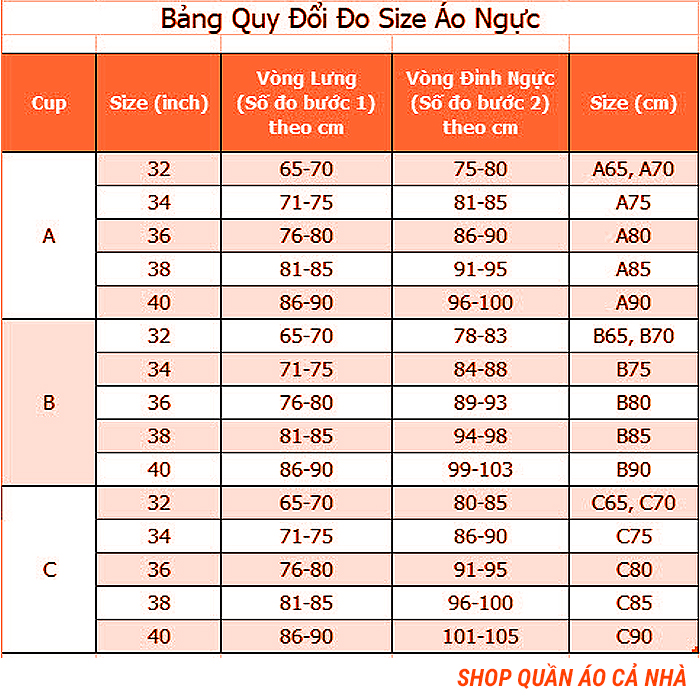 Bảng Quy Đổi Đo Size Áo Ngực
Cup Size (inch) Vòng Lưng (Số đo bước 1) theo cm Vòng Đỉnh Ngực (Số đo bước 2) theo cm Size (cm)
A
32 65-70 75-80 A65, A70
34 71-75 81-85 A75
36 76-80 86-90 A80
38 81-85 91-95 A85
40 86-90 96-100 A90
B
32 65-70 78-83 B65, B70
34 71-75 84-88 B75
36 76-80 89-93 B80
38 81-85 94-98 B85
40 86-90 99-103 B90
C
32 65-70 80-85 C65, C70
34 71-75 86-90 C75
36 76-80 91-95 C80
38 81-85 96-100 C85
40 86-90 101-105 C90
SHOP QUẦN ÁO CẢ NHÀ